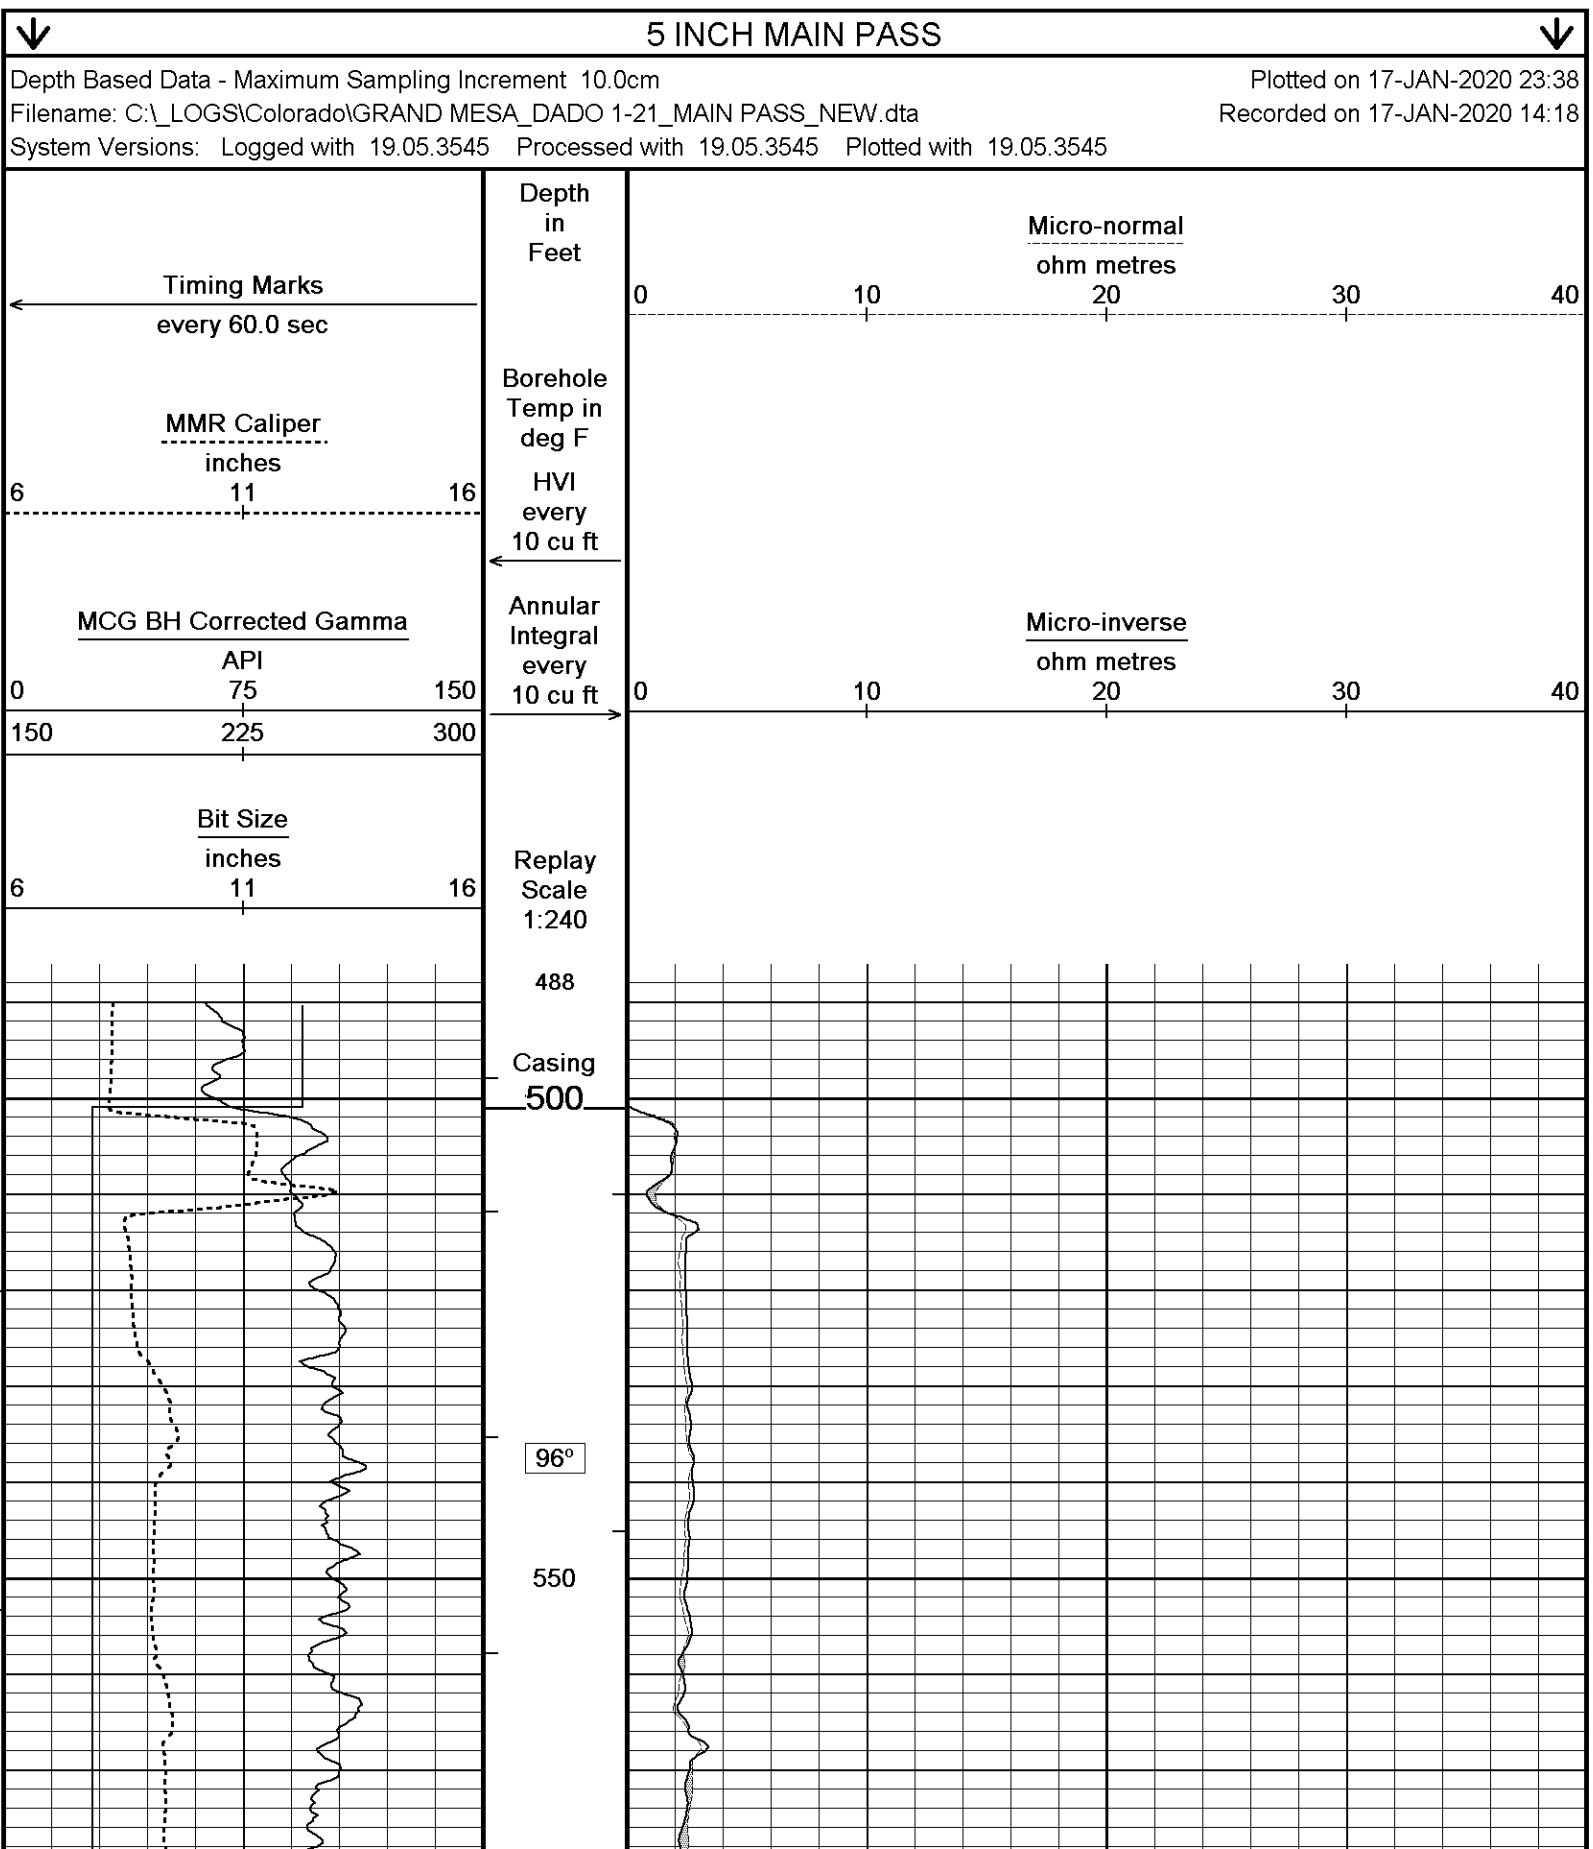 5 INCH MAIN PASS
Depth Based Data - Maximum Sampling Increment 10.0cm
Plotted on 17-JAN-2020 23:38
Filename: C:\_LOGS\Colorado\GRAND MESA_DADO 1-21_MAIN PASS_NEW.dta
Recorded on 17-JAN-2020 14:18
System Versions: Logged with 19.05.3545 Processed with 19.05.3545 Plotted with 19.05.3545
Timing Marks
every 60.0 sec
MMR Caliper
inches
6 11 16
MCG BH Corrected Gamma
API
0 75 150
150 225 300
Bit Size
inches
6 11 16
Depth
in
Feet
Borehole
Temp in
deg F
HVI
every
10 cu ft
Annular
Integral
every
10 cu ft
Replay
Scale
1:240
488
Casing
500
96º
550
Micro-normal
ohm metres
0 10 20 30 40
Micro-inverse
ohm metres
0 10 20 30 40